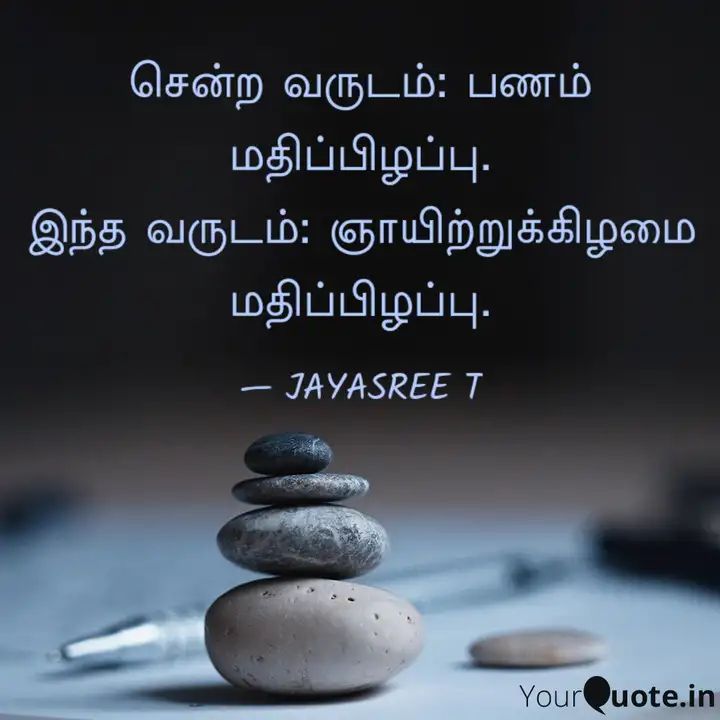 சென்ற வருடம்: பணம்
மதிப்பிழப்பு.
இந்த வருடம்: ஞாயிற்றுக்கிழமை
மதிப்பிழப்பு.
— JAYASREE T
YourQuote.in